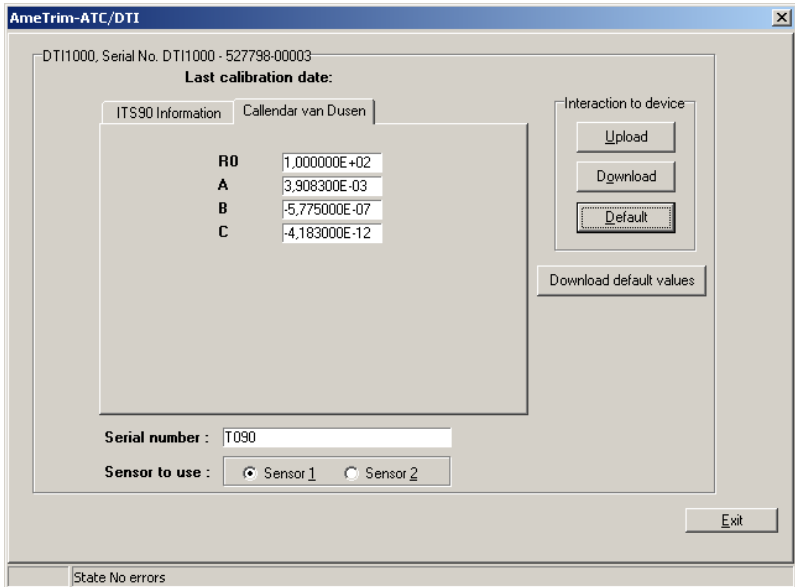 AmeTrim-ATC/DTI
DTI1000, Serial No. DTI1000 - 527798-00003
Last calibration date:
ITS90 Information
Callendar van Dusen
R0 1,000000E+02
A 3,908300E-03
B -5,775000E-07
C -4,183000E-12
Interaction to device
Upload
Download
Default
Download default values
Serial number : T090
Sensor to use : Sensor 1 Sensor 2
Exit
State No errors